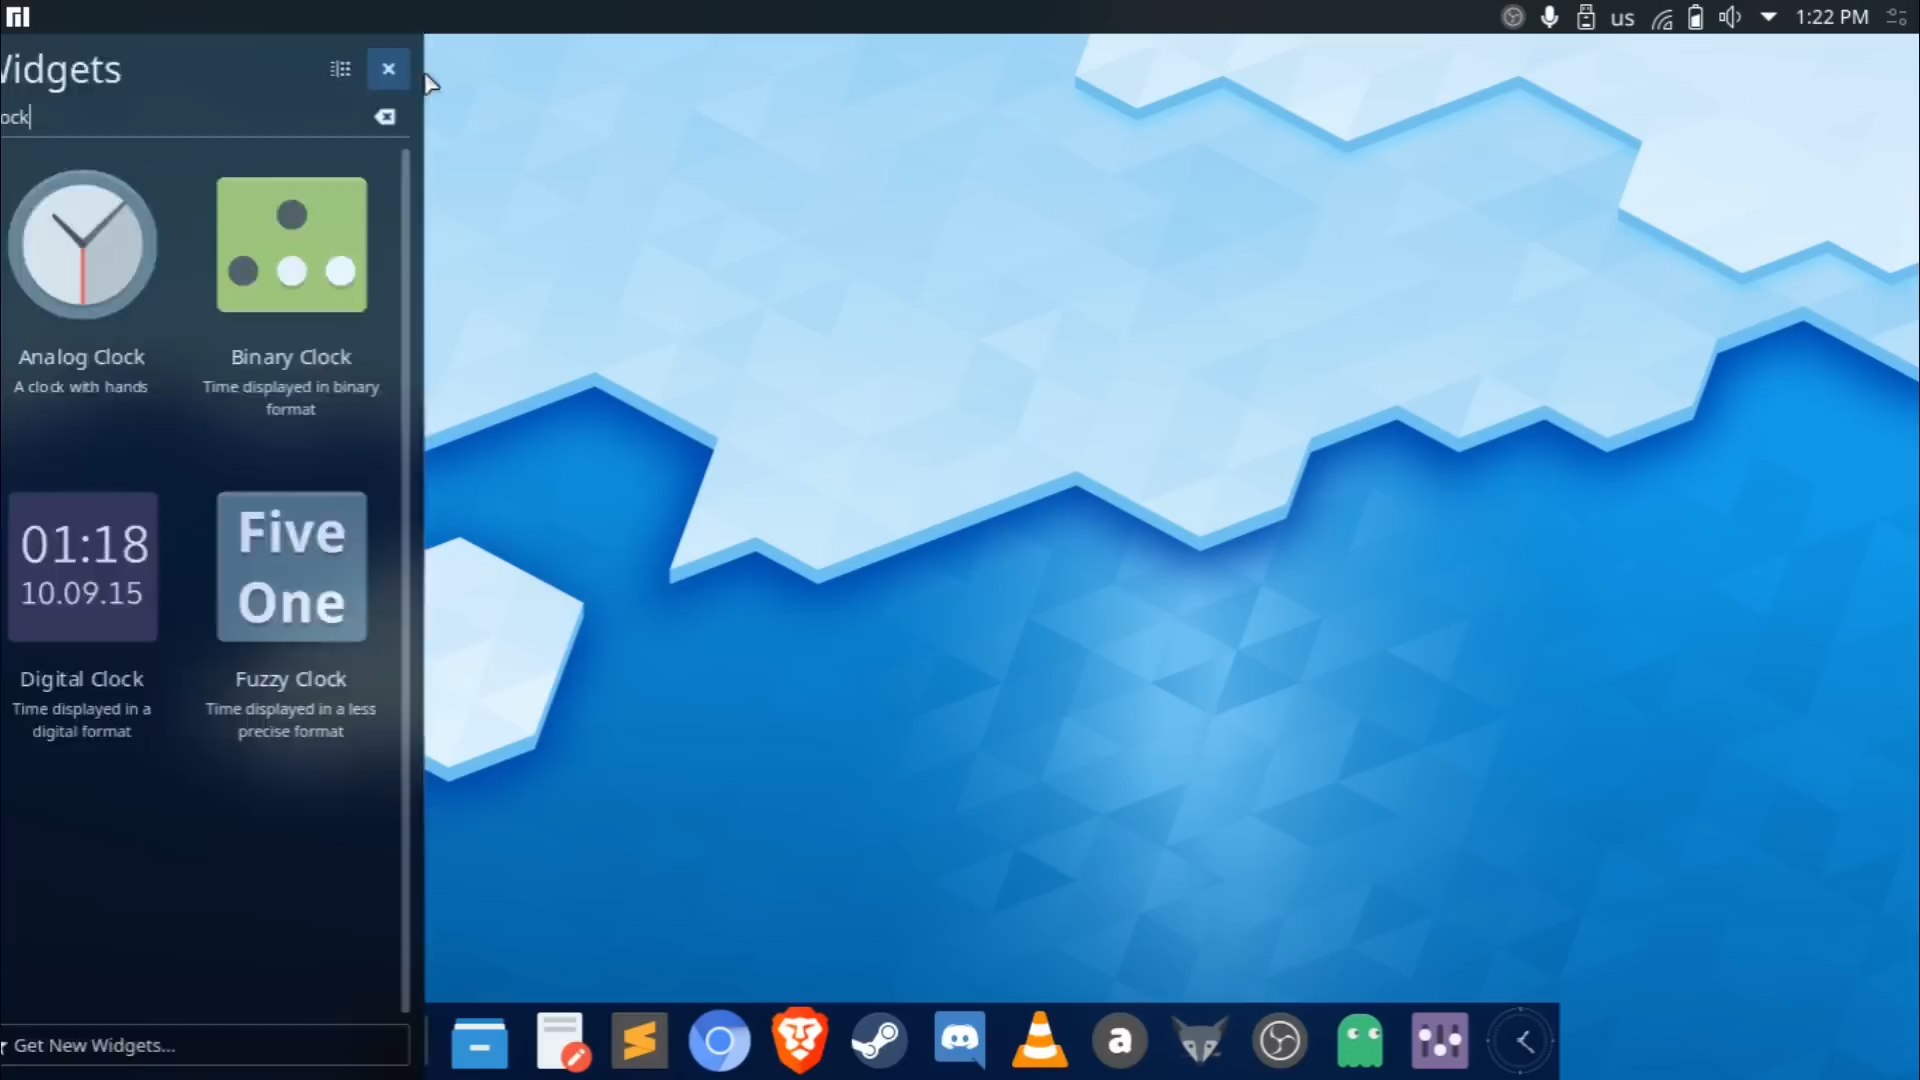 us
1:22 PM
Widgets
ock
Analog Clock
A clock with hands
Binary Clock
Time displayed in binary
format
01:18
10.09.15
Five
One
Digital Clock
Time displayed in a
digital format
Fuzzy Clock
Time displayed in a less
precise format
Get New Widgets...
a